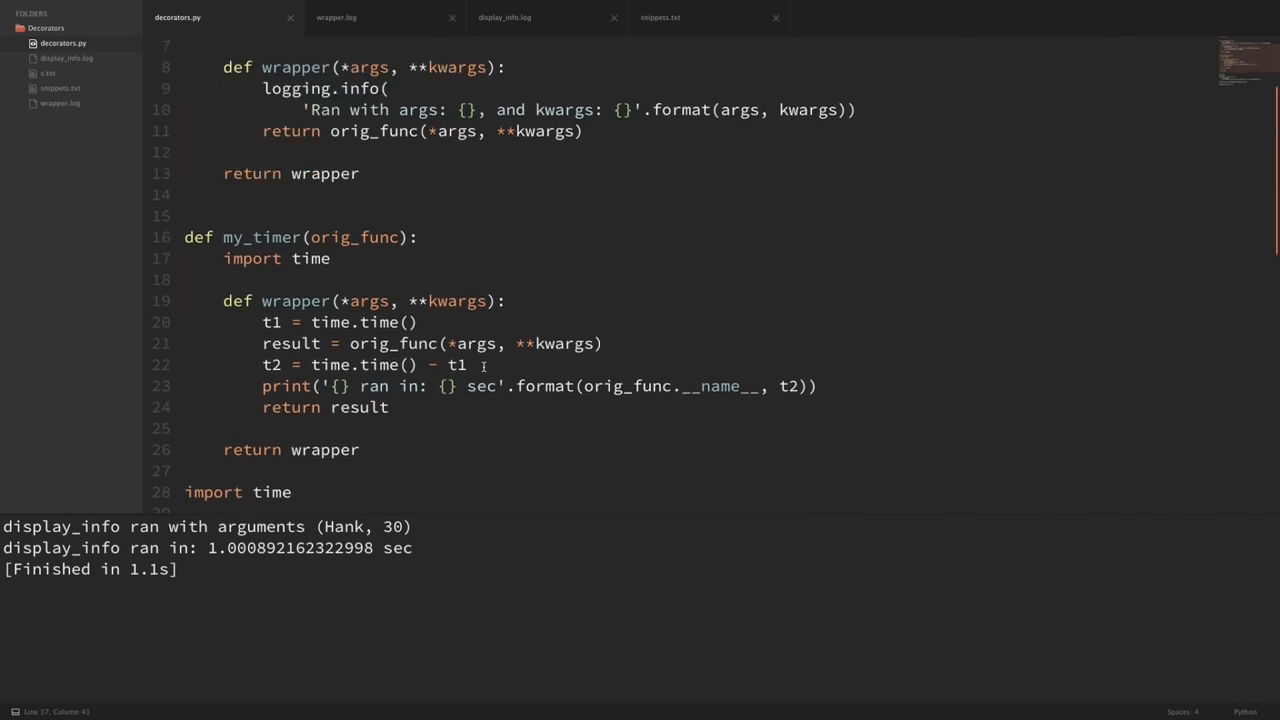 FOLDERS
Decorators
decorators.py
display_info.log
s.txt
snippets.txt
wrapper.log
decorators.py
wrapper.log
display_info.log
snippets.txt
7
8 def wrapper(*args, **kwargs):
9 logging.info(
10 'Ran with args: {}, and kwargs: {}'.format(args, kwargs))
11 return orig_func(*args, **kwargs)
12
13 return wrapper
14
15
16 def my_timer(orig_func):
17 import time
18
19 def wrapper(*args, **kwargs):
20 t1 = time.time()
21 result = orig_func(*args, **kwargs)
22 t2 = time.time() - t1
23 print('{} ran in: {} sec'.format(orig_func.__name__, t2))
24 return result
25
26 return wrapper
27
28 import time
display_info ran with arguments (Hank, 30)
display_info ran in: 1.000892162322998 sec
[Finished in 1.1s]
Line 37, Column 41
Spaces: 4
Python